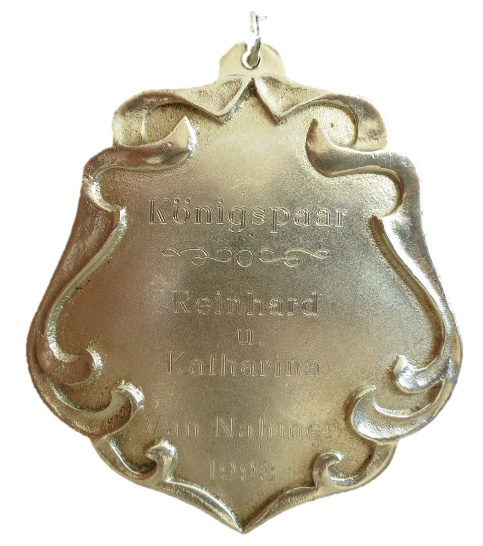 Königspaar
Reinhard
u.
Katharina
Van Nahmen
1993